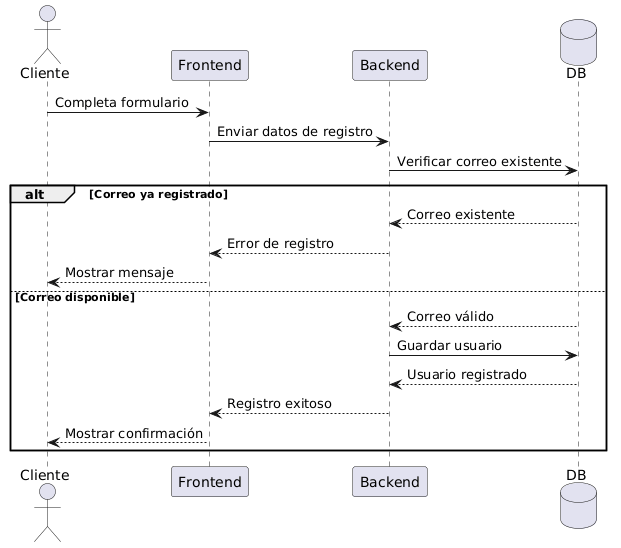 Cliente
Frontend
Backend
DB
Completa formulario
Enviar datos de registro
Verificar correo existente
alt [Correo ya registrado]
Correo existente
Error de registro
Mostrar mensaje
[Correo disponible]
Correo válido
Guardar usuario
Usuario registrado
Registro exitoso
Mostrar confirmación
Cliente
Frontend
Backend
DB